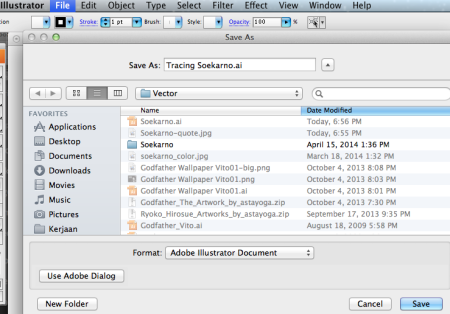 Illustrator File Edit Object Type Select Filter Effect View Window Help
ion Stroke: 1 pt Brush: Style: Opacity: 100 %
Save As
Save As: Tracing Soekarno.ai
Vector
FAVORITES Name Date Modified
Applications Soekarno.ai Today, 6:56 PM
Desktop Soekarno-quote.jpg Today, 6:55 PM
Documents Soekarno April 15, 2014 1:36 PM
Downloads soekarno_color.jpg March 18, 2014 1:32 PM
Movies Godfather Wallpaper Vito01-big.png October 4, 2013 8:08 PM
Music Godfather Wallpaper Vito01.png October 4, 2013 8:03 PM
Pictures Godfather Wallpaper Vito01.ai October 4, 2013 8:01 PM
Kerjaan Godfather_The_Artwork_by_astayoga.zip October 4, 2013 7:30 PM
Ryoko_Hirosue_Artworks_by_astayoga.zip September 17, 2013 9:35 PM
Godfather_Vito.ai August 18, 2009 5:58 PM
Format: Adobe Illustrator Document
Use Adobe Dialog
New Folder Cancel Save